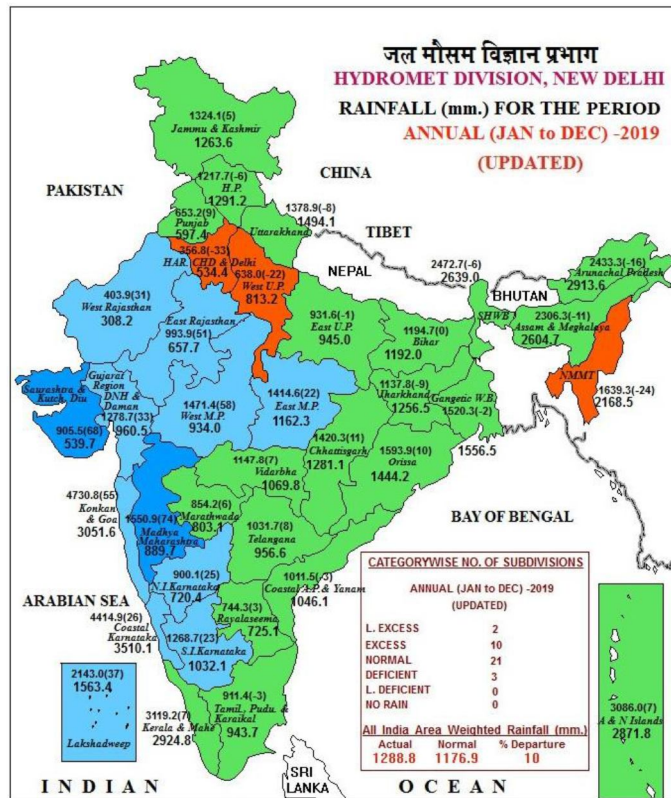 जल मौसम विज्ञान प्रभाग
HYDROMET DIVISION, NEW DELHI
RAINFALL (mm.) FOR THE PERIOD
ANNUAL (JAN to DEC) -2019
(UPDATED)
1324.1(5)
Jammu & Kashmir
1263.6
CHINA
1217.7(-6)
H.P.
1291.2
PAKISTAN
653.2(9)
Punjab
597.4
1378.9(-8)
1494.1
Uttarakhand
TIBET
356.8(-33)
HAR. CHD & Delhi
534.4
638.0(-22)
West U.P.
813.2
NEPAL
2472.7(-6)
2639.0
BHUTAN
2433.3(-16)
Arunachal Pradesh
2913.6
403.9(31)
West Rajasthan
308.2
East Rajasthan
993.9(51)
657.7
931.6(-1)
East U.P.
945.0
1194.7(0)
Bihar
1192.0
SHWB
2306.3(-11)
Assam & Meghalaya
2604.7
NMMT
1639.3(-24)
2168.5
Saurashtra &
Kutch, Diu
905.5(68)
539.7
Gujarat
Region
DNH &
Daman
1278.7(33)
960.5
1471.4(58)
West M.P.
934.0
1414.6(22)
East M.P.
1162.3
1137.8(-9)
Jharkhand
1256.5
Gangetic W.B.
1520.3(-2)
1556.5
1420.3(11)
Chhattisgarh
1281.1
1593.9(10)
Orissa
1444.2
1147.8(7)
Vidarbha
1069.8
4730.8(55)
Konkan
& Goa
3051.6
1550.9(74)
Madhya
Maharashtra
889.7
854.2(6)
Marathwada
803.1
1031.7(8)
Telangana
956.6
BAY OF BENGAL
ARABIAN SEA
900.1(25)
N.I.Karnataka
720.4
1011.5(-3)
Coastal A.P. & Yanam
1046.1
744.3(3)
Rayalaseema
725.1
4414.9(26)
Coastal
Karnataka
3510.1
1268.7(23)
S.I.Karnataka
1032.1
2143.0(37)
1563.4
Lakshadweep
3119.2(7)
Kerala & Mahe
2924.8
911.4(-3)
Tamil, Pudu. &
Karaikal
943.7
CATEGORYWISE NO. OF SUBDIVISIONS
ANNUAL (JAN to DEC) -2019
(UPDATED)
L. EXCESS 2
EXCESS 10
NORMAL 21
DEFICIENT 3
L. DEFICIENT 0
NO RAIN 0
All India Area Weighted Rainfall (mm.)
Actual Normal % Departure
1288.8 1176.9 10
3086.0(7)
A & N Islands
2871.8
SRI
LANKA
INDIAN OCEAN